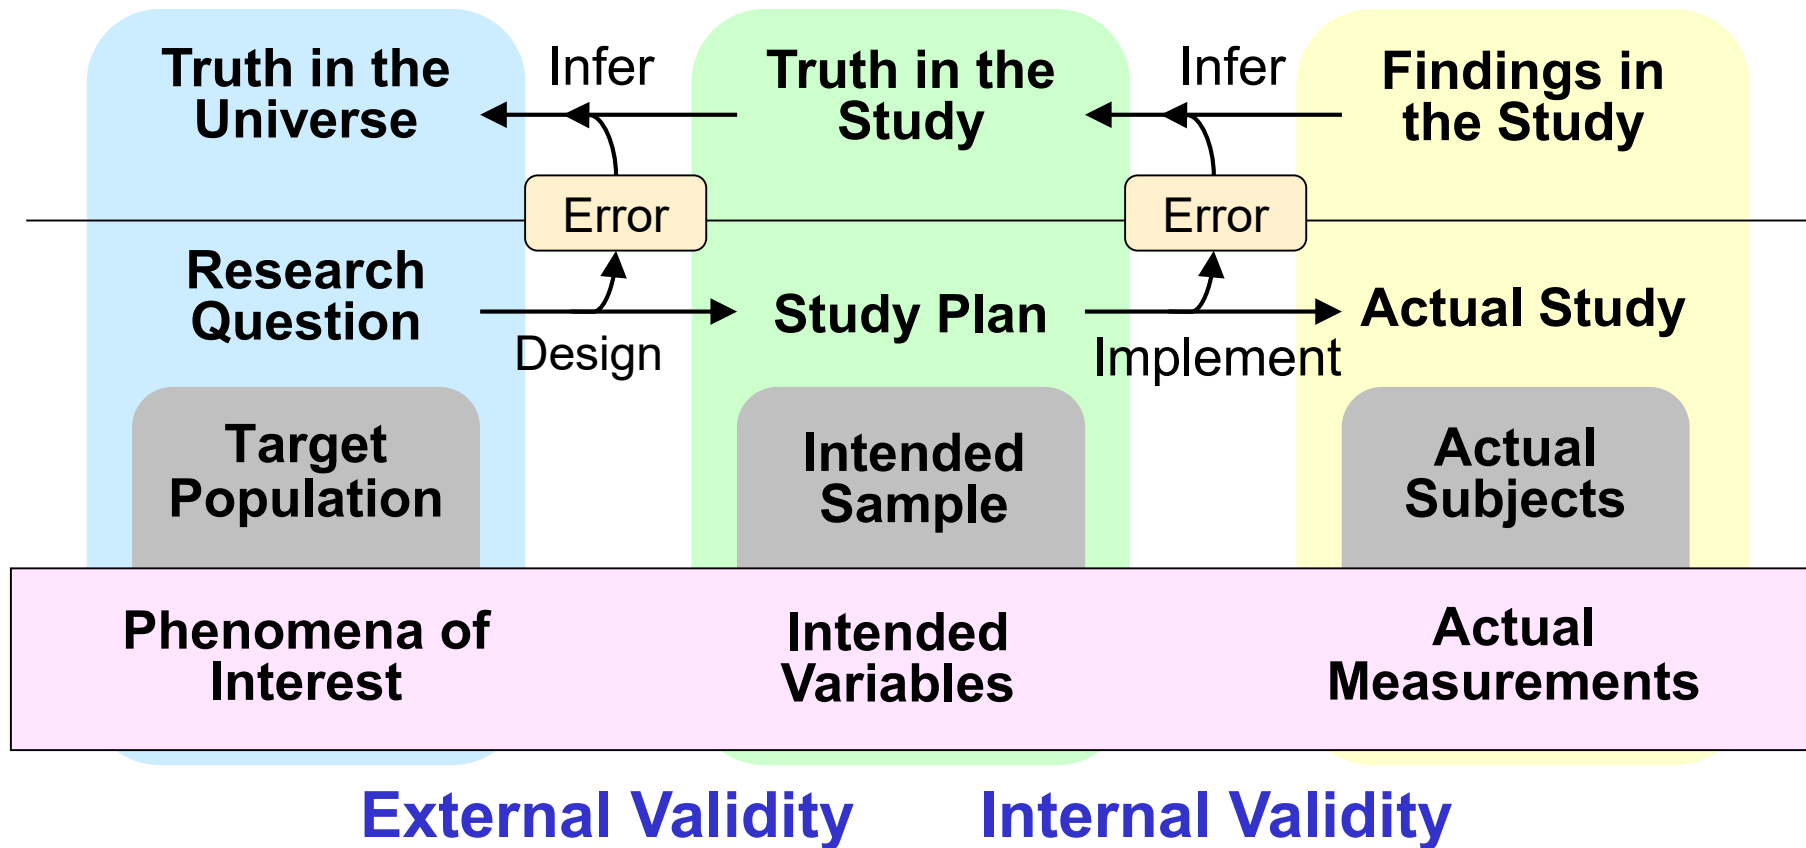 Truth in the
Universe
Infer
Truth in the
Study
Infer
Findings in
the Study
Error
Error
Research
Question
Design
Study Plan
Implement
Actual Study
Target
Population
Intended
Sample
Actual
Subjects
Phenomena of
Interest
Intended
Variables
Actual
Measurements
External Validity
Internal Validity